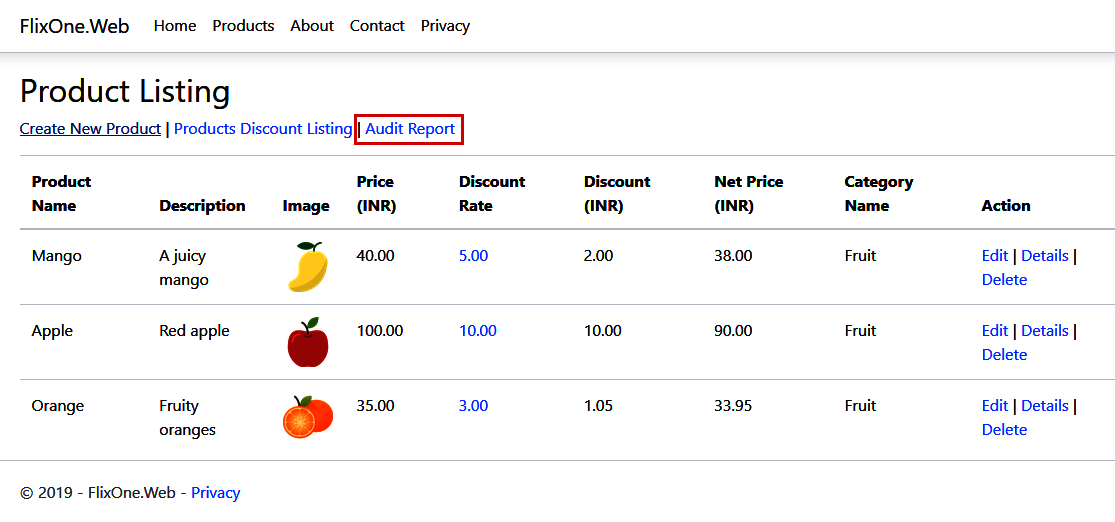 FlixOne.Web Home Products About Contact Privacy
Product Listing
Create New Product | Products Discount Listing | Audit Report
Product Name Description Image Price (INR) Discount Rate Discount (INR) Net Price (INR) Category Name Action
Mango A juicy mango 40.00 5.00 2.00 38.00 Fruit Edit | Details | Delete
Apple Red apple 100.00 10.00 10.00 90.00 Fruit Edit | Details | Delete
Orange Fruity oranges 35.00 3.00 1.05 33.95 Fruit Edit | Details | Delete
© 2019 - FlixOne.Web - Privacy